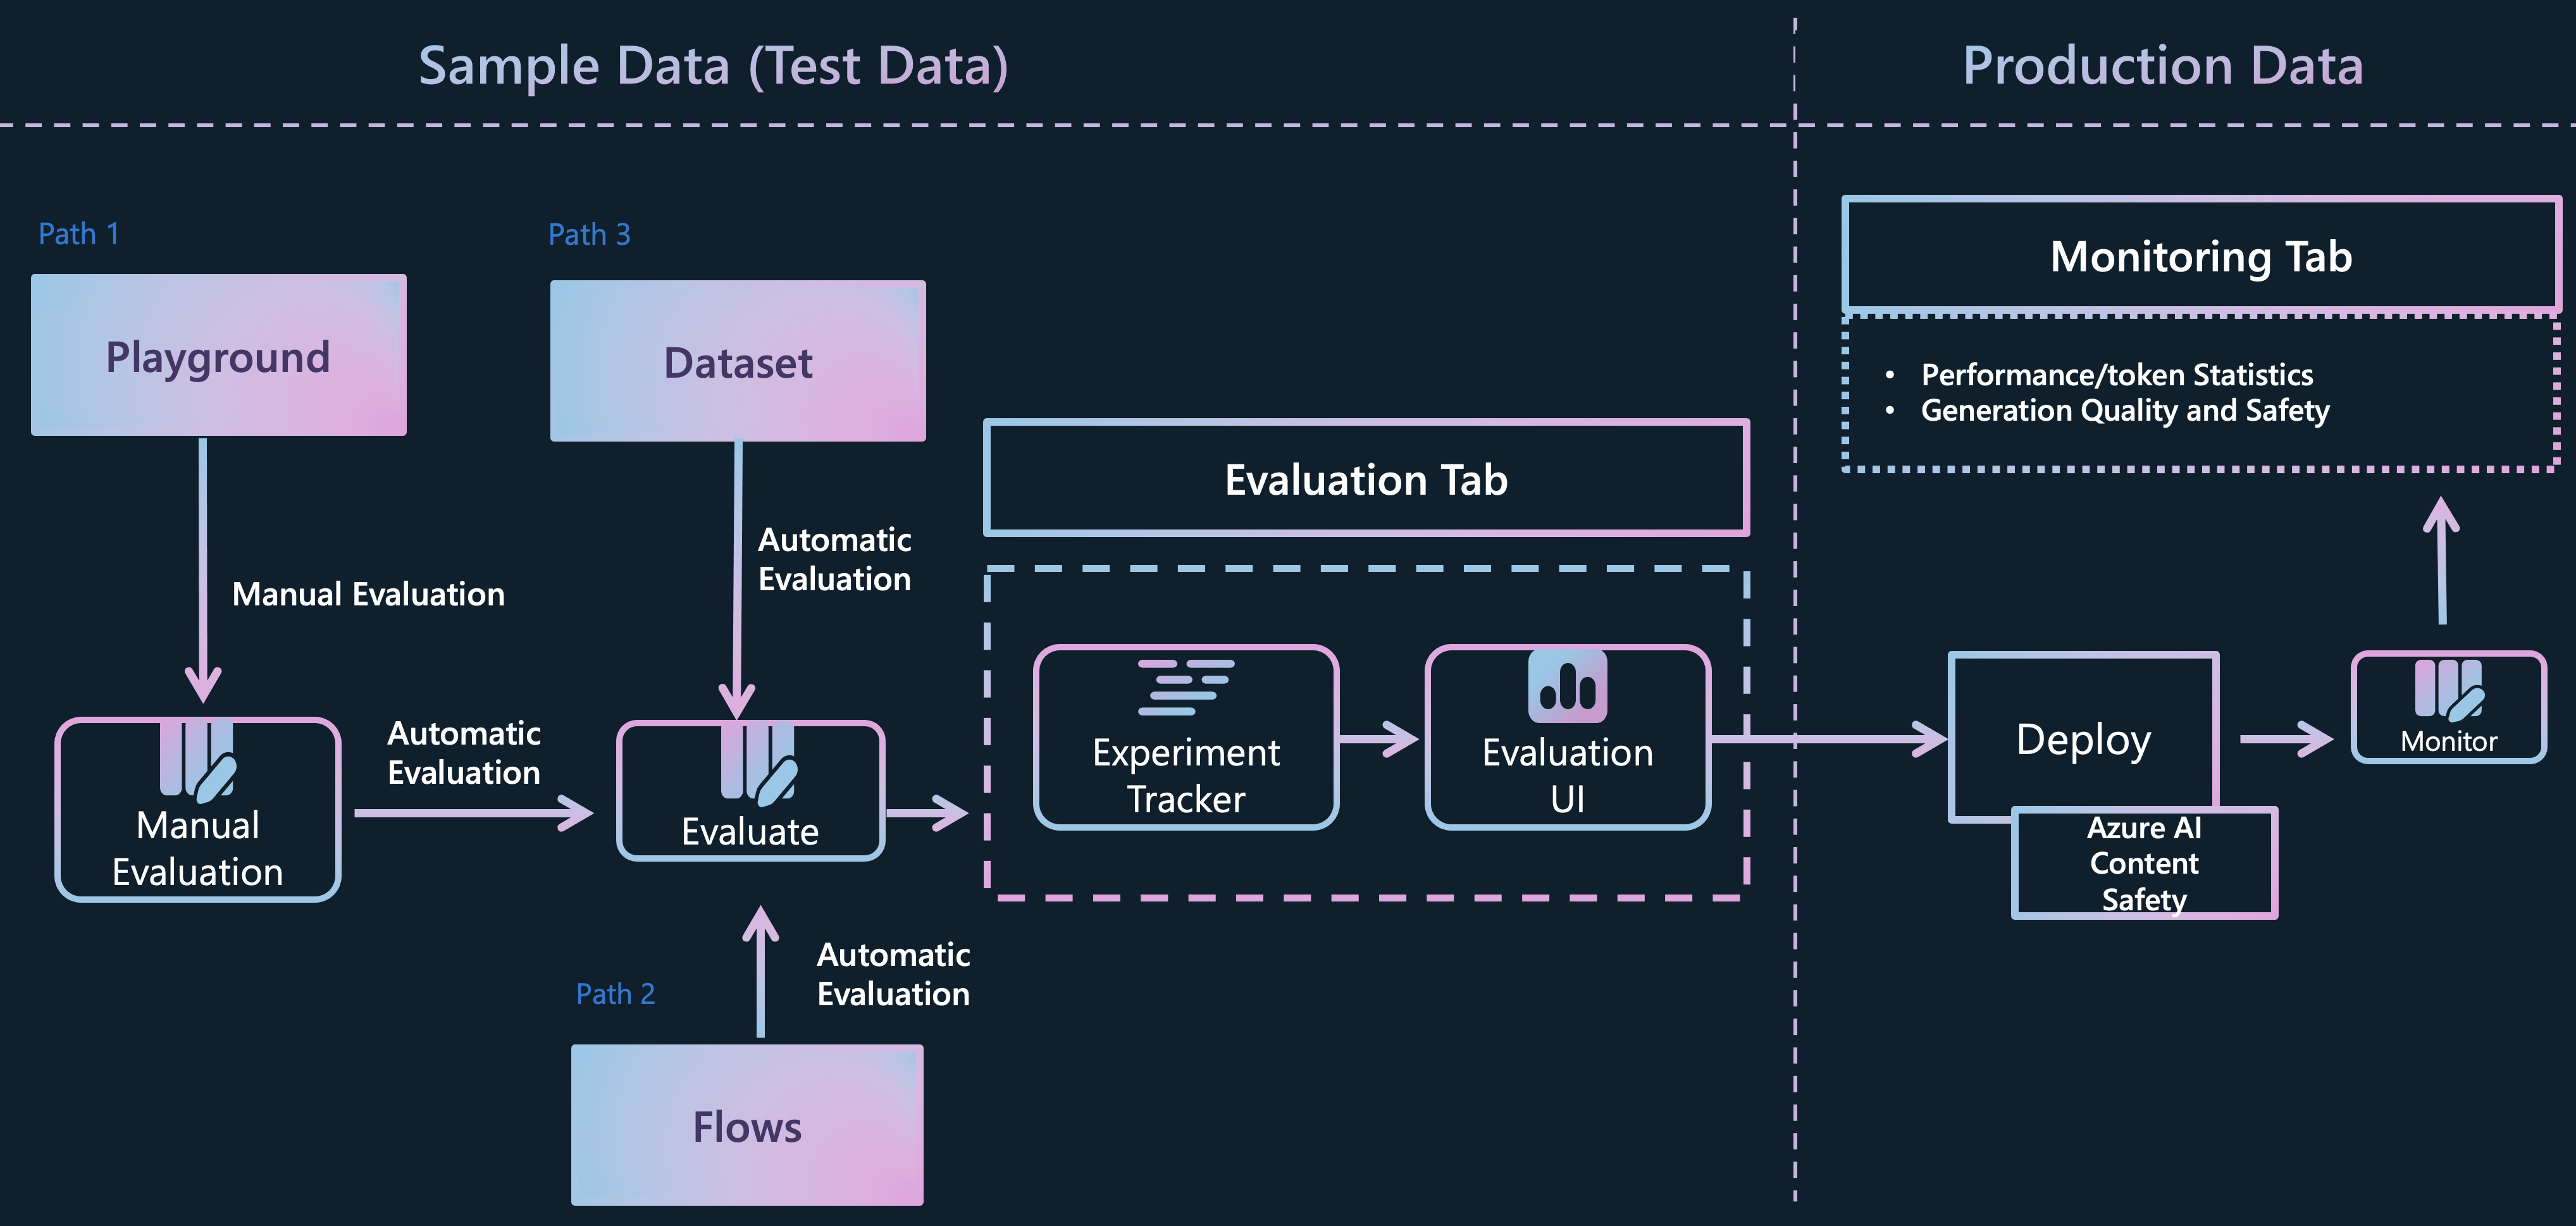 Sample Data (Test Data)
Production Data
Path 1
Playground
Manual Evaluation
Manual
Evaluation
Automatic
Evaluation
Path 3
Dataset
Automatic
Evaluation
Evaluate
Path 2
Automatic
Evaluation
Flows
Evaluation Tab
Experiment
Tracker
Evaluation
UI
Monitoring Tab
• Performance/token Statistics
• Generation Quality and Safety
Deploy
Azure AI
Content
Safety
Monitor